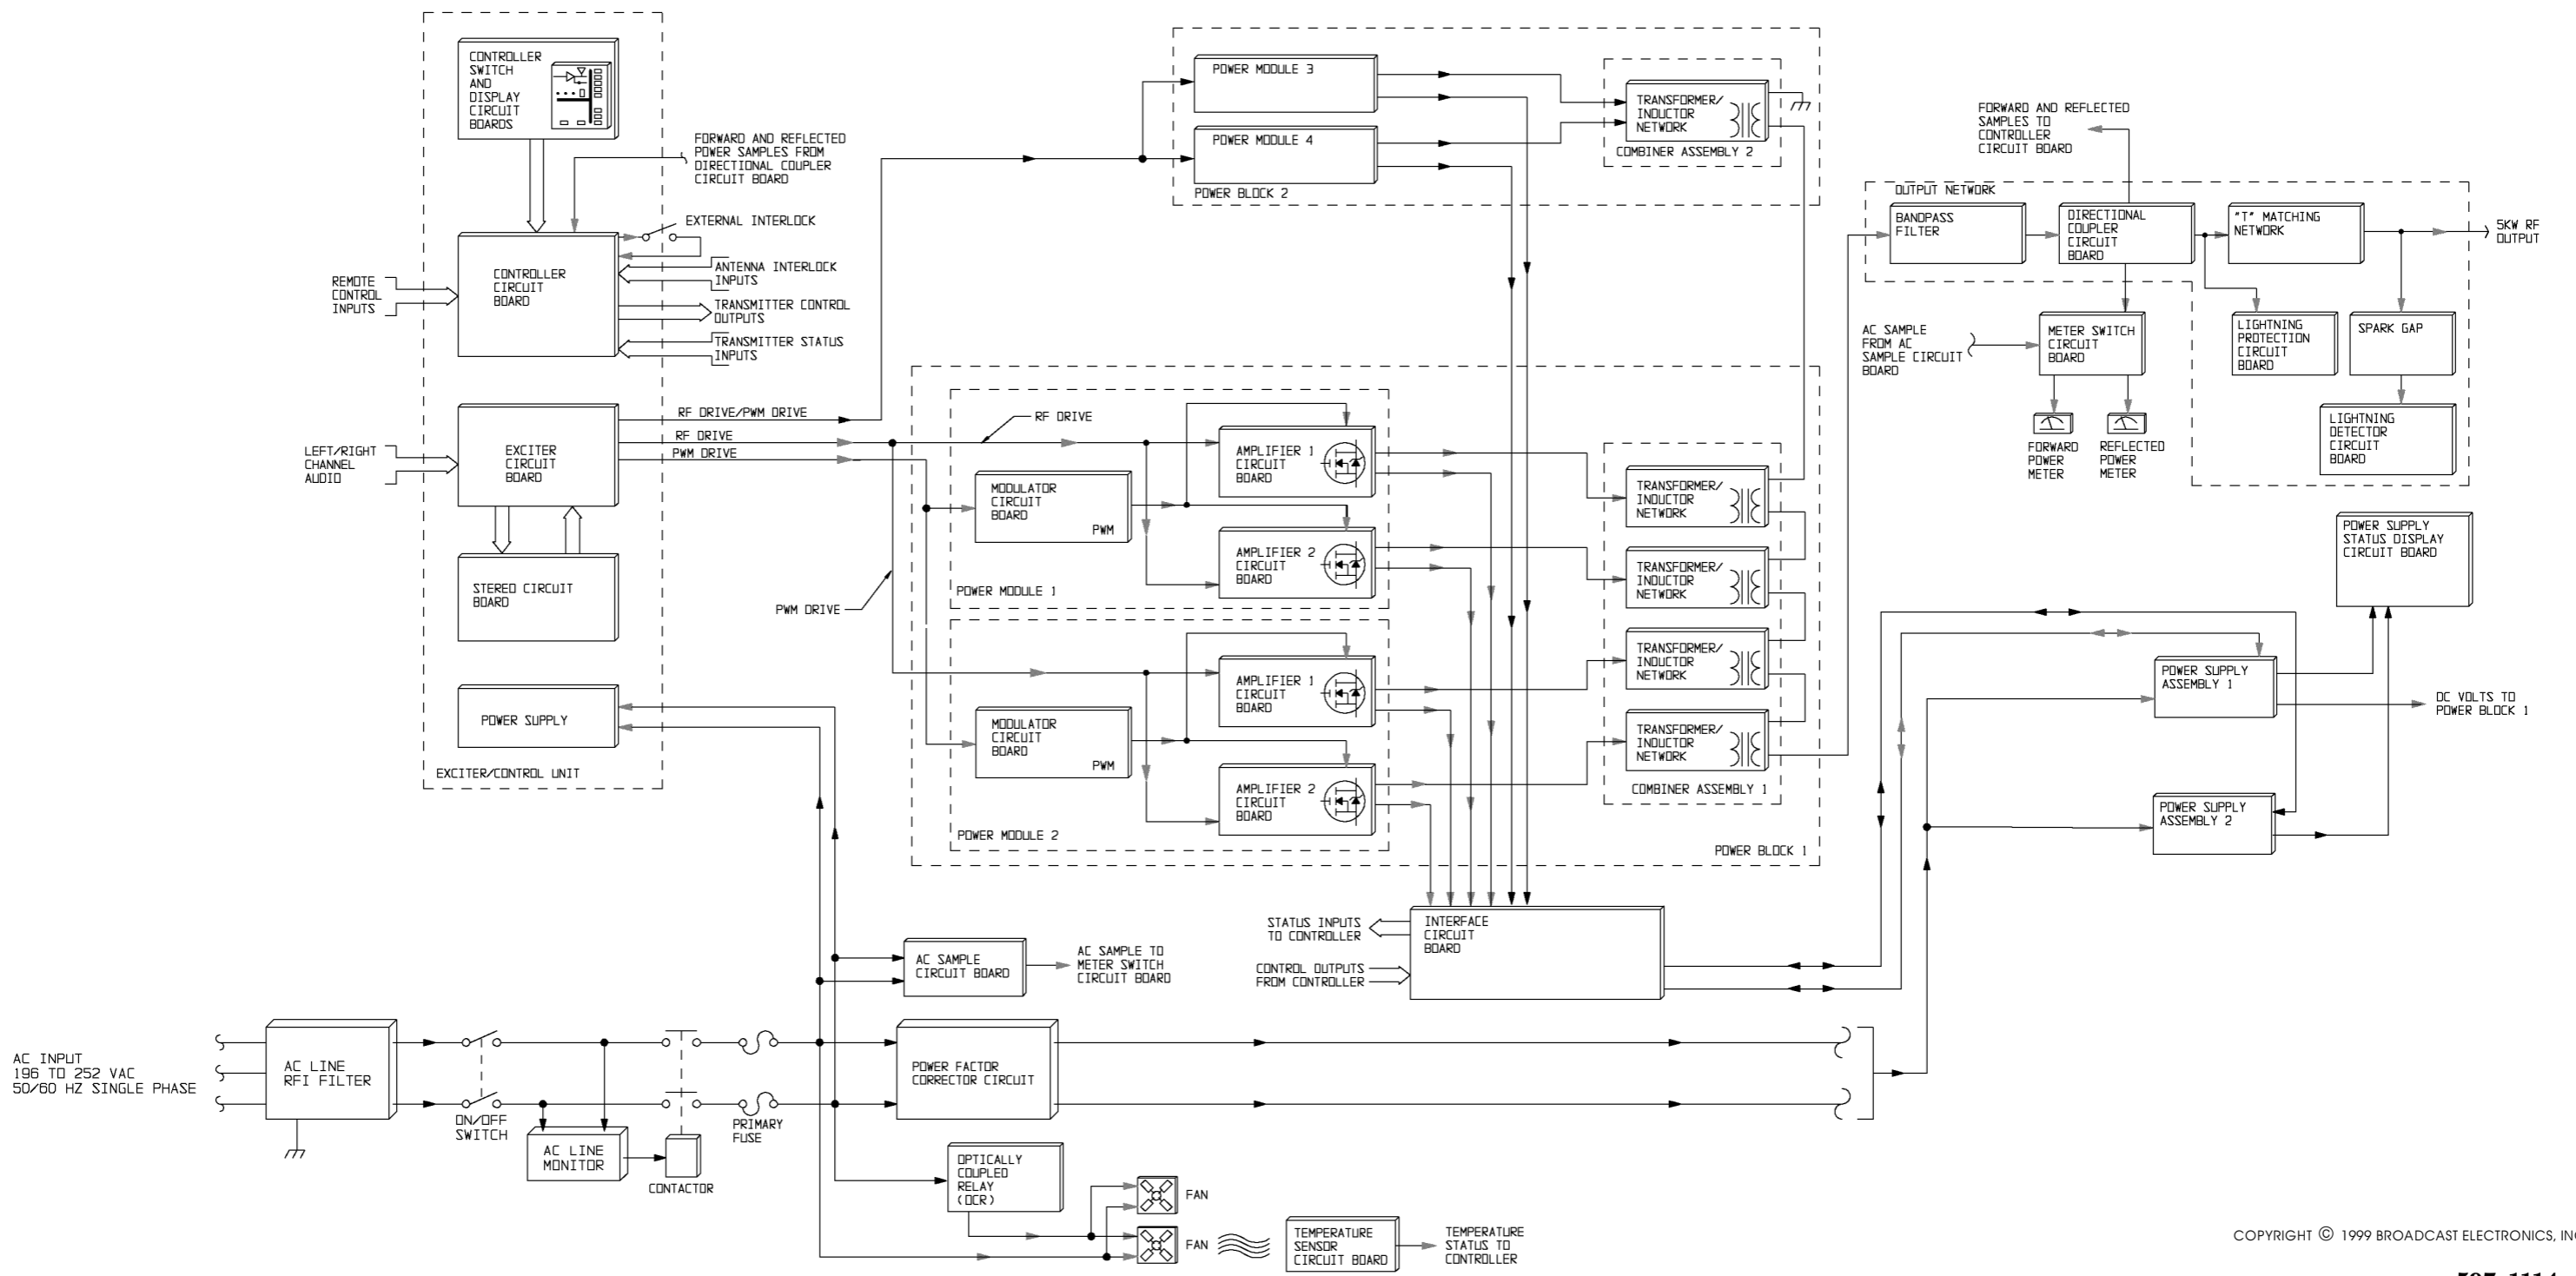 CONTROLLER
SWITCH
AND
DISPLAY
CIRCUIT
BOARDS
FORWARD AND REFLECTED
POWER SAMPLES FROM
DIRECTIONAL COUPLER
CIRCUIT BOARD
EXTERNAL INTERLOCK
CONTROLLER
CIRCUIT
BOARD
ANTENNA INTERLOCK
INPUTS
TRANSMITTER CONTROL
OUTPUTS
TRANSMITTER STATUS
INPUTS
REMOTE
CONTROL
INPUTS
EXCITER
CIRCUIT
BOARD
LEFT/RIGHT
CHANNEL
AUDIO
RF DRIVE/PWM DRIVE
RF DRIVE
PWM DRIVE
STEREO CIRCUIT
BOARD
POWER SUPPLY
EXCITER/CONTROL UNIT
POWER MODULE 3
POWER MODULE 4
POWER BLOCK 2
TRANSFORMER/
INDUCTOR
NETWORK
COMBINER ASSEMBLY 2
RF DRIVE
PWM DRIVE
MODULATOR
CIRCUIT
BOARD
PWM
AMPLIFIER 1
CIRCUIT
BOARD
AMPLIFIER 2
CIRCUIT
BOARD
POWER MODULE 1
MODULATOR
CIRCUIT
BOARD
PWM
AMPLIFIER 1
CIRCUIT
BOARD
AMPLIFIER 2
CIRCUIT
BOARD
POWER MODULE 2
TRANSFORMER/
INDUCTOR
NETWORK
TRANSFORMER/
INDUCTOR
NETWORK
TRANSFORMER/
INDUCTOR
NETWORK
TRANSFORMER/
INDUCTOR
NETWORK
COMBINER ASSEMBLY 1
POWER BLOCK 1
FORWARD AND REFLECTED
SAMPLES TO
CONTROLLER
CIRCUIT BOARD
OUTPUT NETWORK
BANDPASS
FILTER
DIRECTIONAL
COUPLER
CIRCUIT
BOARD
"T" MATCHING
NETWORK
5KW RF
OUTPUT
AC SAMPLE
FROM AC
SAMPLE CIRCUIT
BOARD
METER SWITCH
CIRCUIT
BOARD
LIGHTNING
PROTECTION
CIRCUIT
BOARD
SPARK GAP
FORWARD
POWER
METER
REFLECTED
POWER
METER
LIGHTNING
DETECTOR
CIRCUIT
BOARD
POWER SUPPLY
STATUS DISPLAY
CIRCUIT BOARD
POWER SUPPLY
ASSEMBLY 1
DC VOLTS TO
POWER BLOCK 1
POWER SUPPLY
ASSEMBLY 2
STATUS INPUTS
TO CONTROLLER
CONTROL OUTPUTS
FROM CONTROLLER
INTERFACE
CIRCUIT
BOARD
AC SAMPLE
CIRCUIT BOARD
AC SAMPLE TO
METER SWITCH
CIRCUIT BOARD
AC INPUT
196 TO 252 VAC
50/60 HZ SINGLE PHASE
AC LINE
RFI FILTER
ON/OFF
SWITCH
AC LINE
MONITOR
CONTACTOR
PRIMARY
FUSE
POWER FACTOR
CORRECTOR CIRCUIT
OPTICALLY
COUPLED
RELAY
(OCR)
FAN
FAN
TEMPERATURE
SENSOR
CIRCUIT BOARD
TEMPERATURE
STATUS TO
CONTROLLER
COPYRIGHT © 1999 BROADCAST ELECTRONICS,